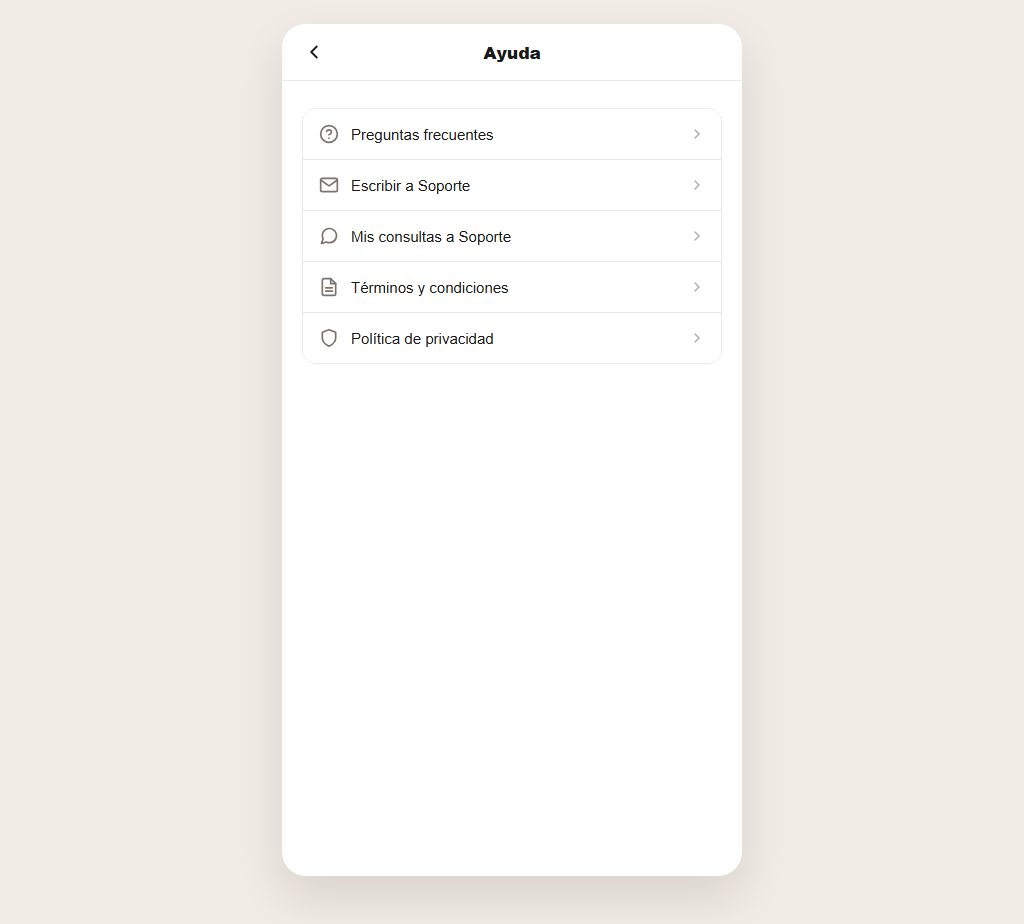 Ayuda
Preguntas frecuentes
Escribir a Soporte
Mis consultas a Soporte
Términos y condiciones
Política de privacidad